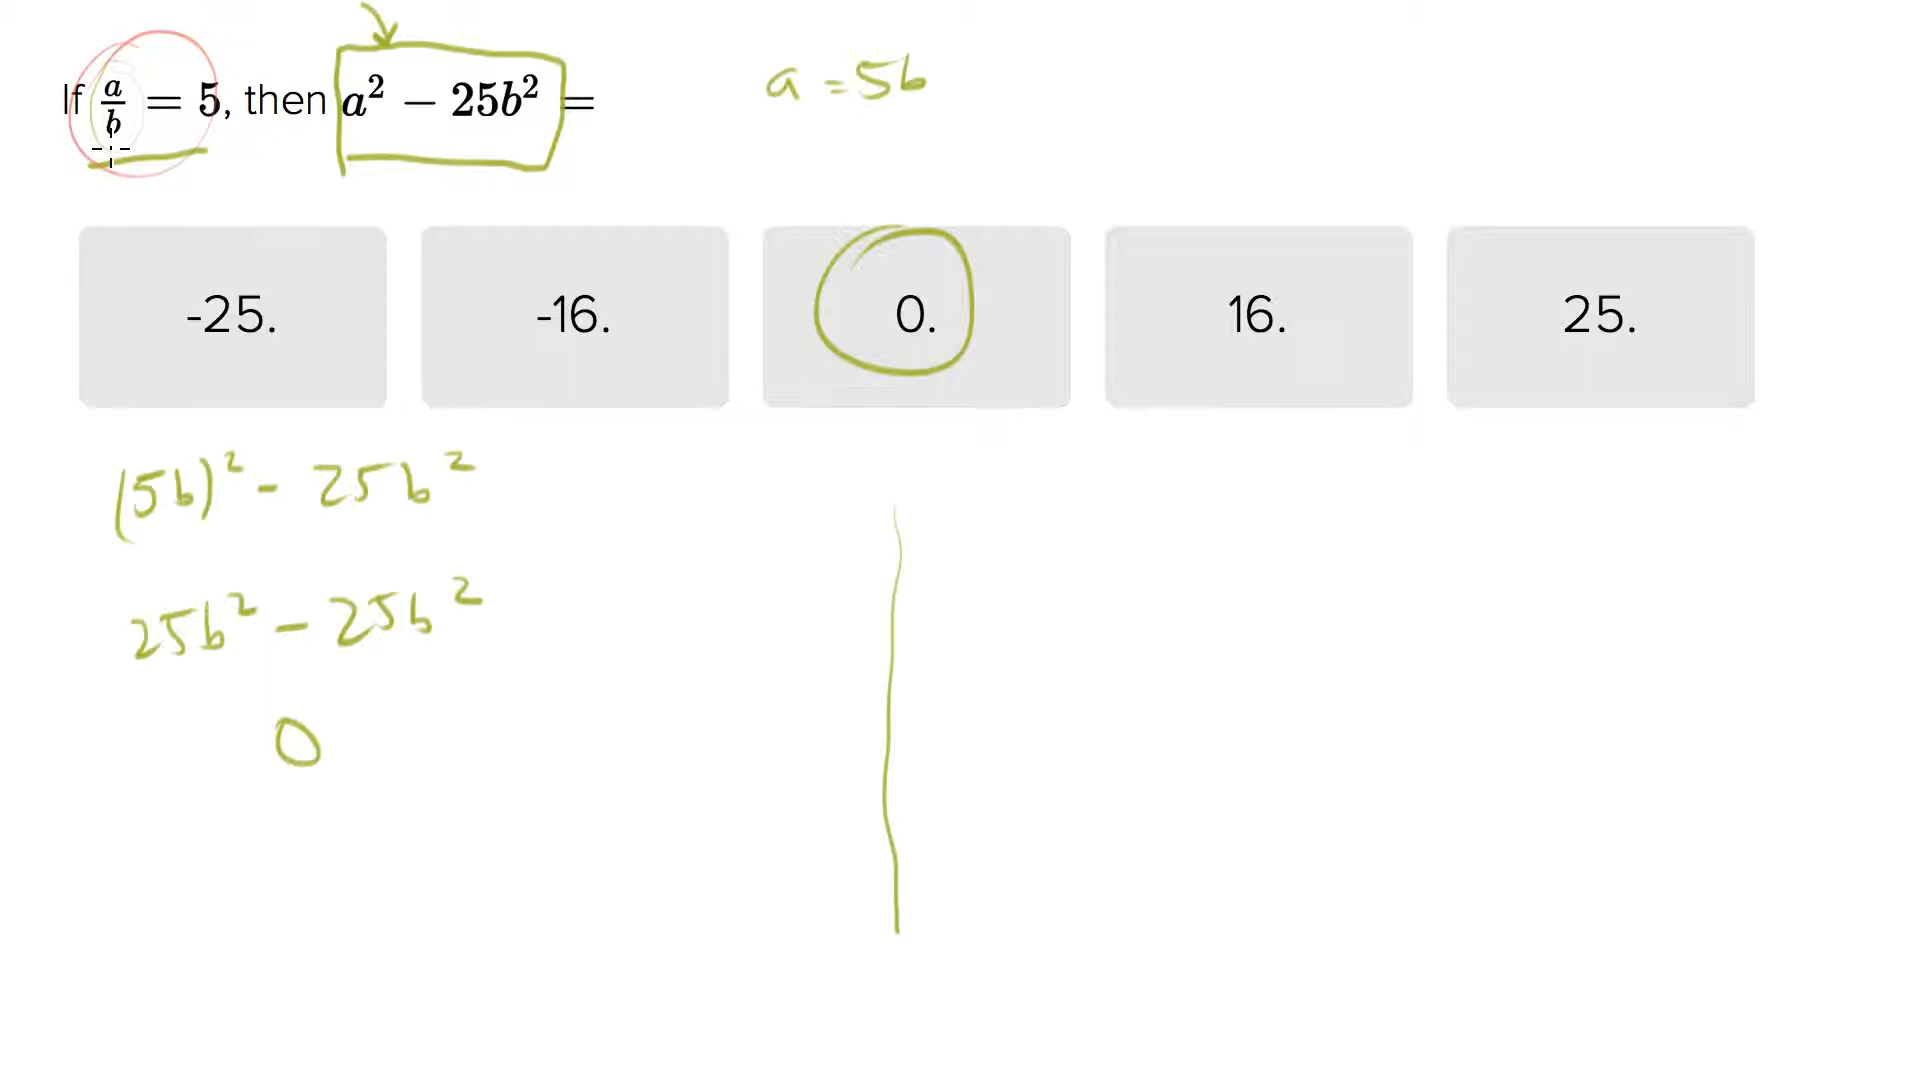 If a/b = 5, then a² − 25b² =
a = 5b
-25.
-16.
0.
16.
25.
(5b)² - 25b²
25b² - 25b²
0